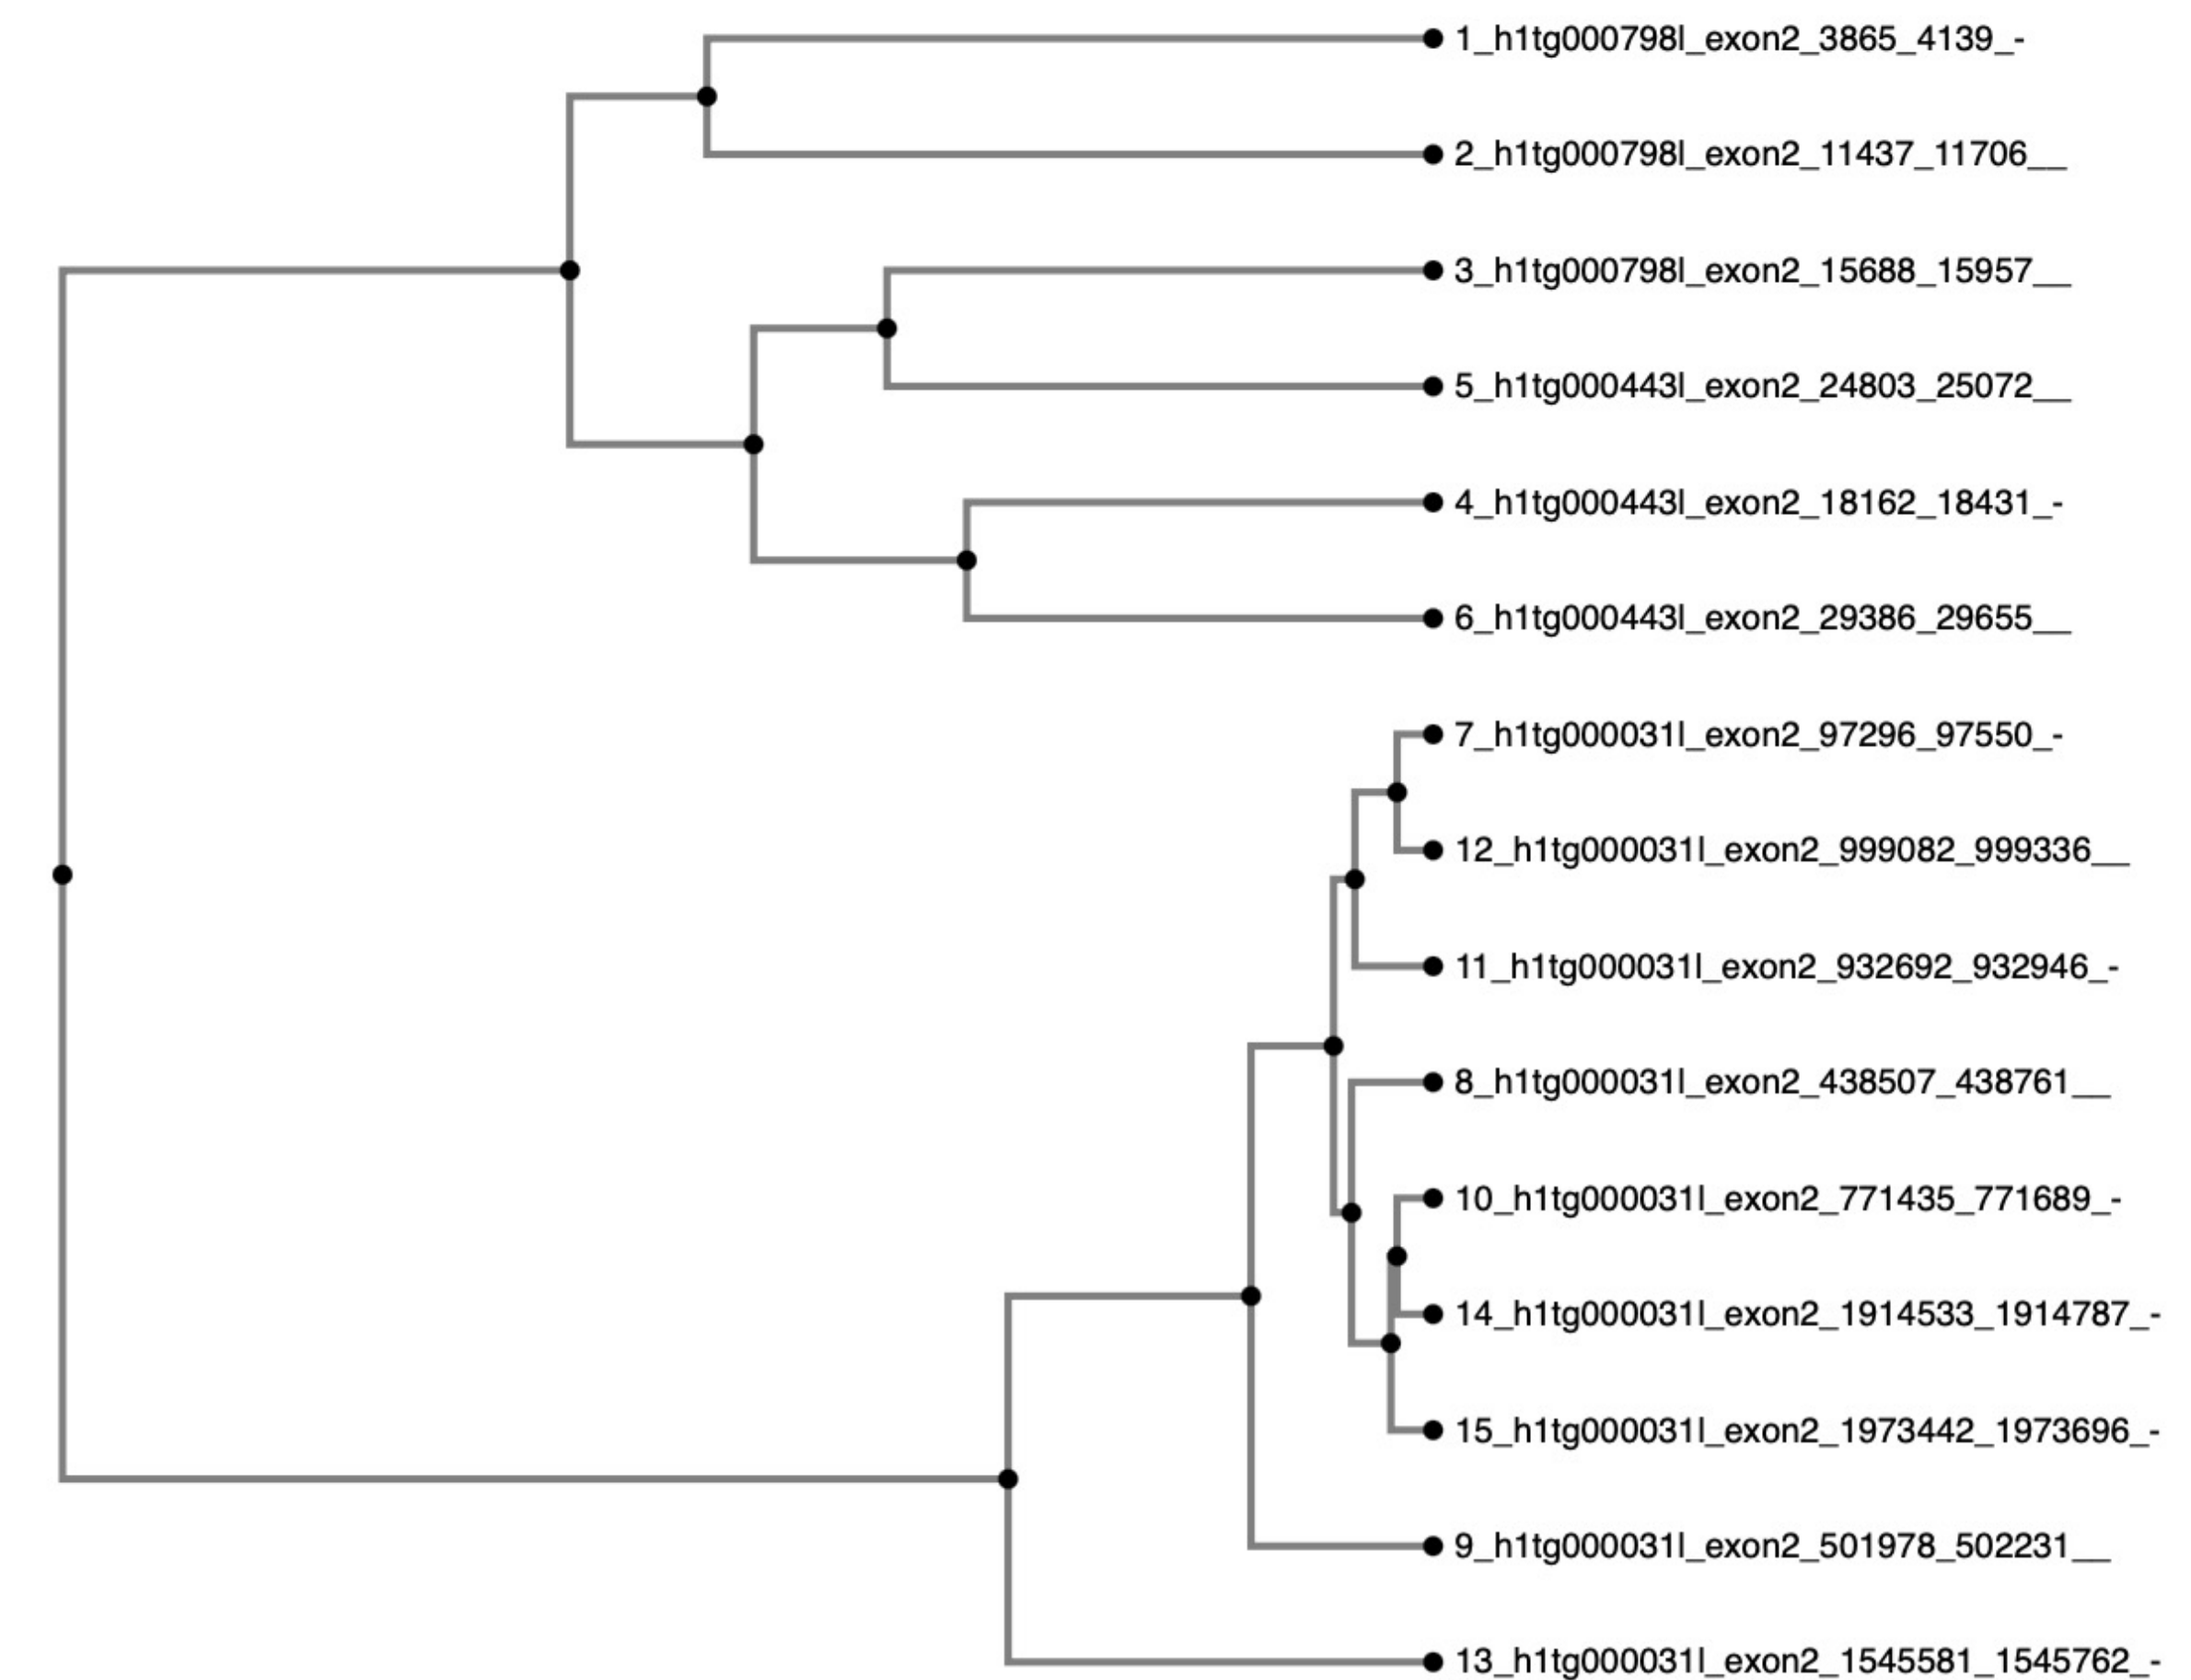 1_h1tg000798l_exon2_3865_4139_-
2_h1tg000798l_exon2_11437_11706__
3_h1tg000798l_exon2_15688_15957__
5_h1tg000443l_exon2_24803_25072__
4_h1tg000443l_exon2_18162_18431_-
6_h1tg000443l_exon2_29386_29655__
7_h1tg000031l_exon2_97296_97550_-
12_h1tg000031l_exon2_999082_999336__
11_h1tg000031l_exon2_932692_932946_-
8_h1tg000031l_exon2_438507_438761__
10_h1tg000031l_exon2_771435_771689_-
14_h1tg000031l_exon2_1914533_1914787_-
15_h1tg000031l_exon2_1973442_1973696_-
9_h1tg000031l_exon2_501978_502231__
13_h1tg000031l_exon2_1545581_1545762_-